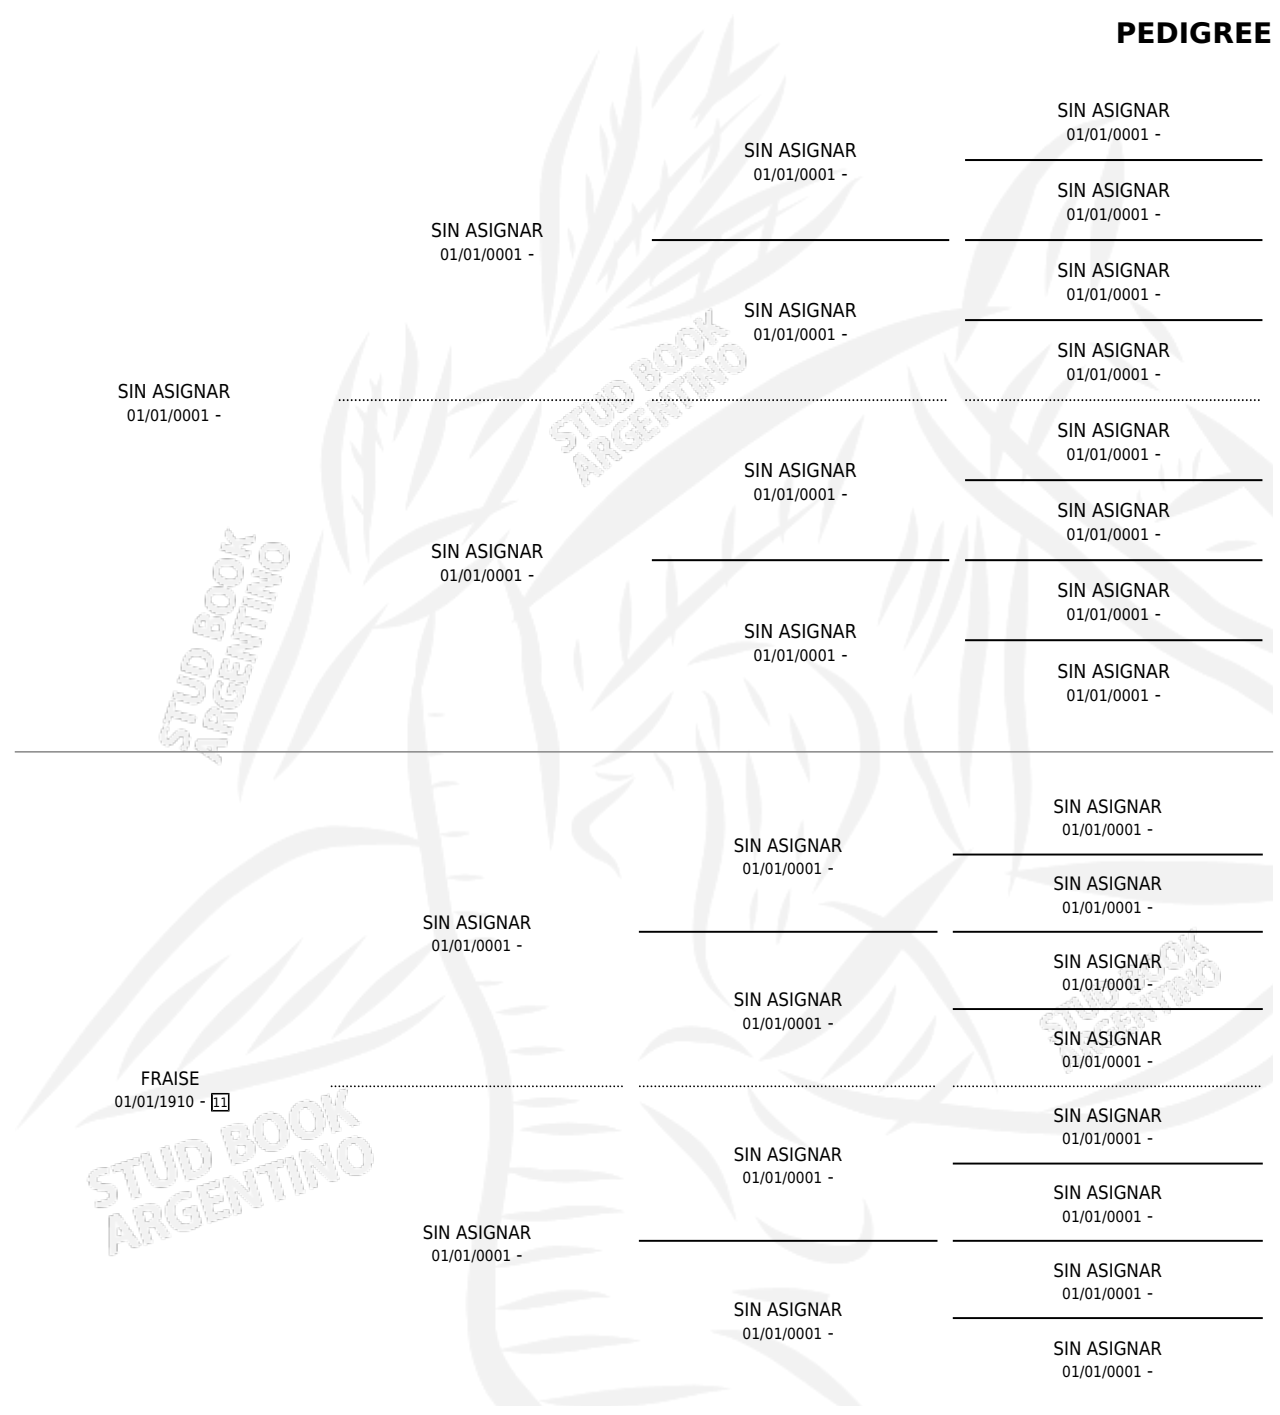 PEDIGREE
SIN ASIGNAR
01/01/0001 -
SIN ASIGNAR
01/01/0001 -
SIN ASIGNAR
01/01/0001 -
SIN ASIGNAR
01/01/0001 -
SIN ASIGNAR
01/01/0001 -
SIN ASIGNAR
01/01/0001 -
SIN ASIGNAR
01/01/0001 -
SIN ASIGNAR
01/01/0001 -
STUD BOOK
ARGENTINO
SIN ASIGNAR
01/01/0001 -
SIN ASIGNAR
01/01/0001 -
SIN ASIGNAR
01/01/0001 -
SIN ASIGNAR
01/01/0001 -
SIN ASIGNAR
01/01/0001 -
STUD BOOK
ARGENTINO
SIN ASIGNAR
01/01/0001 -
SIN ASIGNAR
01/01/0001 -
SIN ASIGNAR
01/01/0001 -
SIN ASIGNAR
01/01/0001 -
SIN ASIGNAR
01/01/0001 -
SIN ASIGNAR
01/01/0001 -
SIN ASIGNAR
01/01/0001 -
SIN ASIGNAR
01/01/0001 -
SIN ASIGNAR
01/01/0001 -
STUD BOOK
ARGENTINO
SIN ASIGNAR
01/01/0001 -
SIN ASIGNAR
01/01/0001 -
FRAISE
01/01/1910 - 11
STUD BOOK
ARGENTINO
SIN ASIGNAR
01/01/0001 -
SIN ASIGNAR
01/01/0001 -
SIN ASIGNAR
01/01/0001 -
SIN ASIGNAR
01/01/0001 -
SIN ASIGNAR
01/01/0001 -
SIN ASIGNAR
01/01/0001 -
SIN ASIGNAR
01/01/0001 -